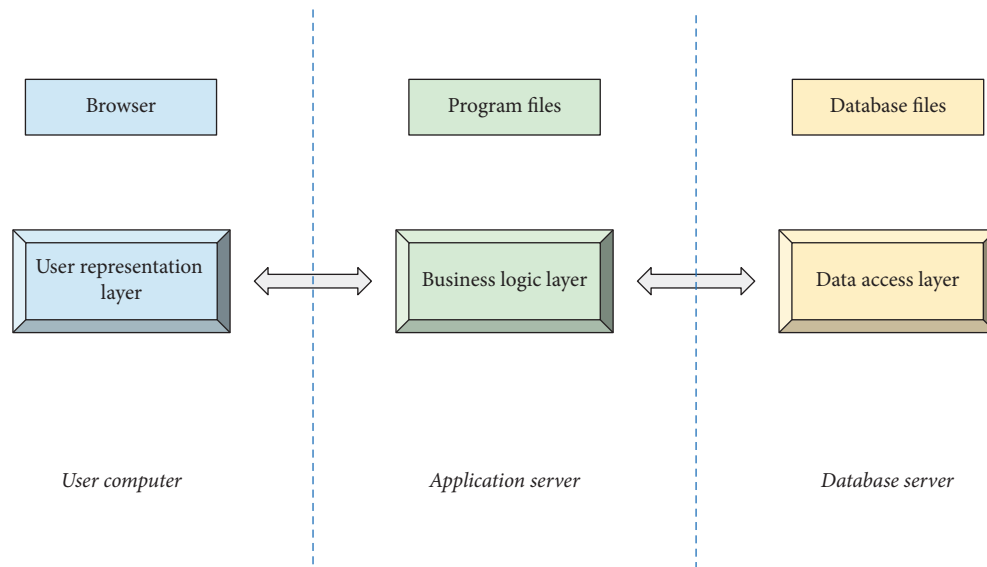 Browser
Program files
Database files
User representation
layer
Business logic layer
Data access layer
User computer
Application server
Database server